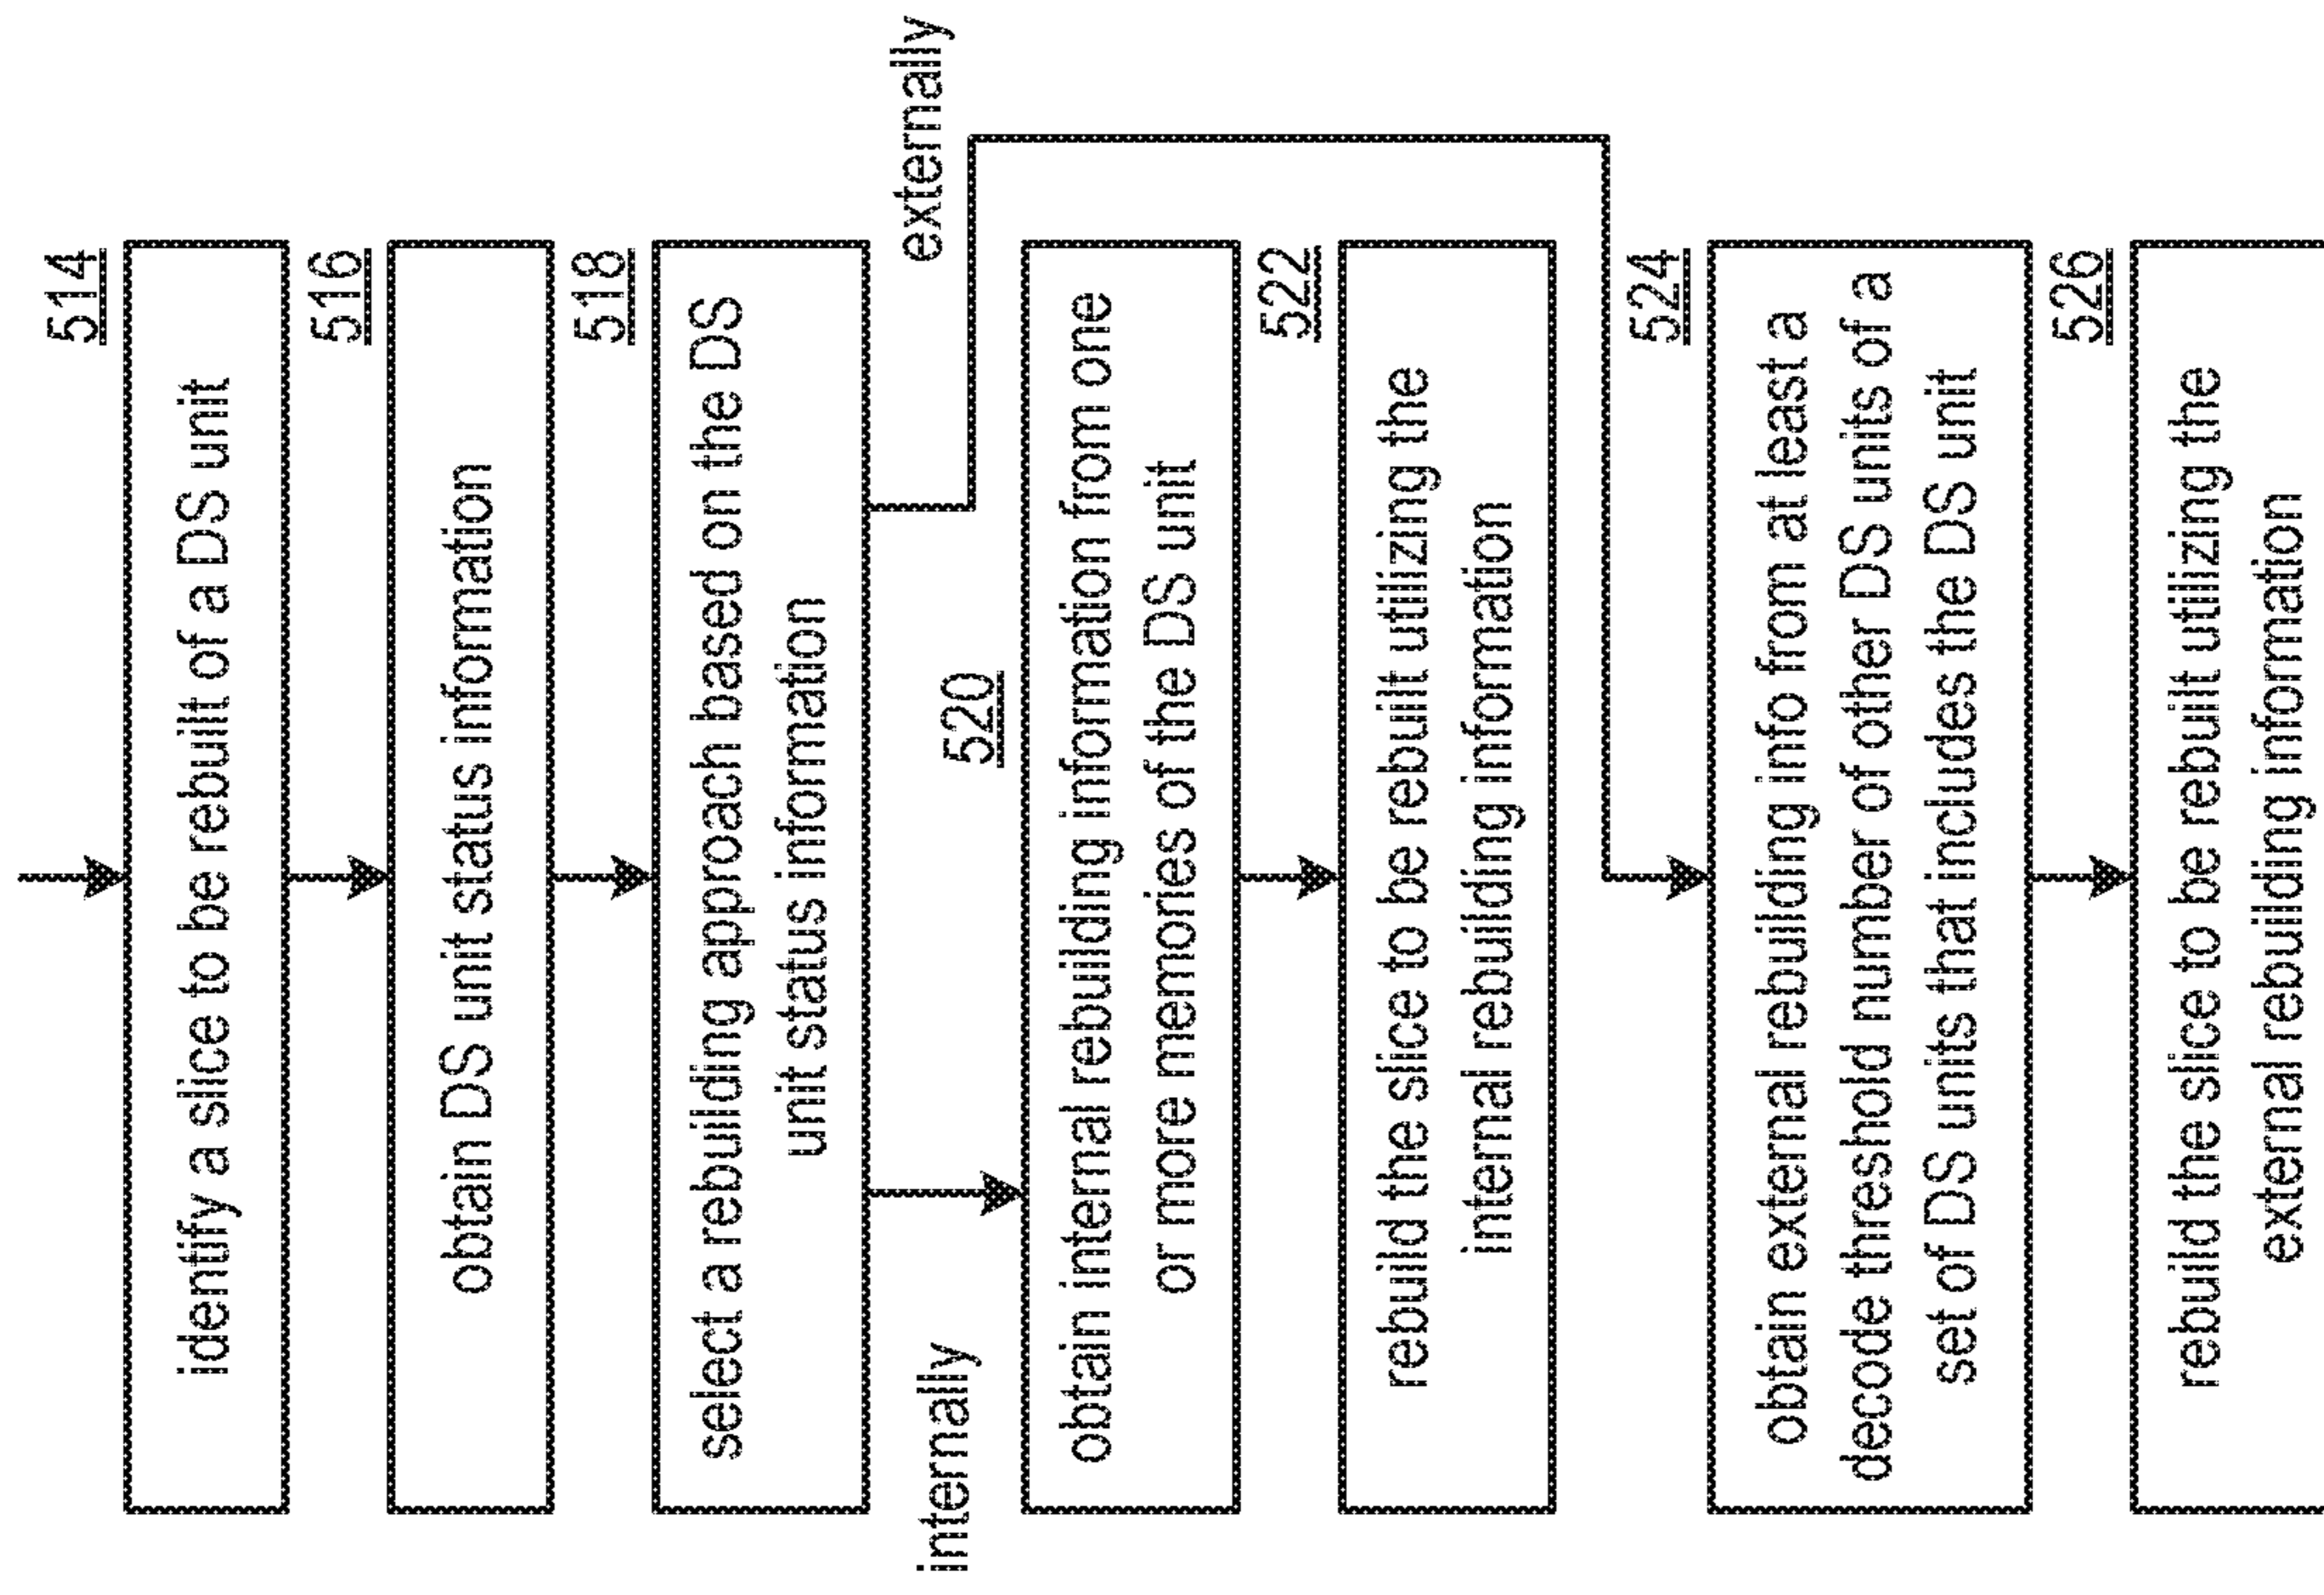 514
identify a slice to be rebuilt of a DS unit
516
obtain DS unit status information
518
select a rebuilding approach based on the DS
unit status information
internally
externally
520
obtain internal rebuilding information from one
or more memories of the DS unit
522
rebuild the slice to be rebuilt utilizing the
internal rebuilding information
524
obtain external rebuilding info from at least a
decode threshold number of other DS units of a
set of DS units that includes the DS unit
526
rebuild the slice to be rebuilt utilizing the
external rebuilding information